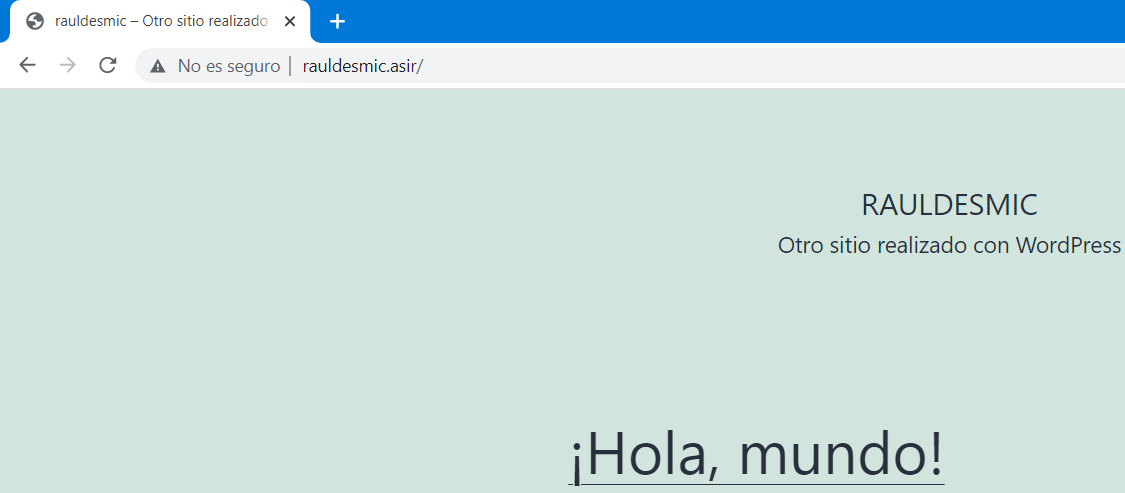 rauldesmic – Otro sitio realizado
No es seguro | rauldesmic.asir/
RAULDESMIC
Otro sitio realizado con WordPress
¡Hola, mundo!